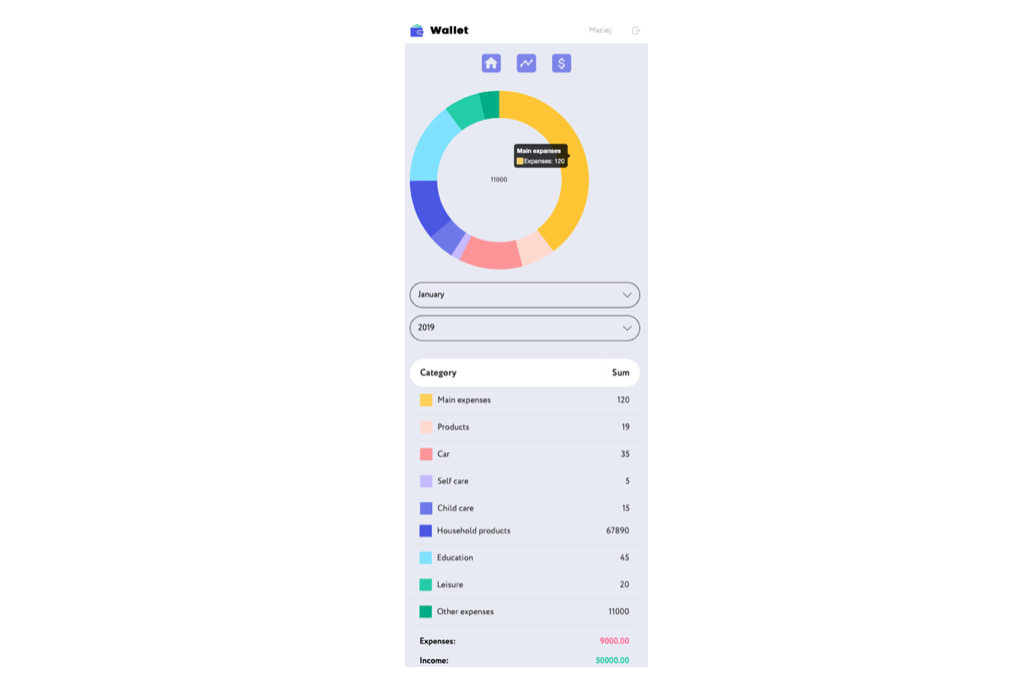 Wallet Maciej
Main expanses
Expanses: 120
11000
January
2019
Category Sum
Main expenses 120
Products 19
Car 35
Self care 5
Child care 15
Household products 67890
Education 45
Leisure 20
Other expenses 11000
Expenses: 9000.00
Income: 50000.00